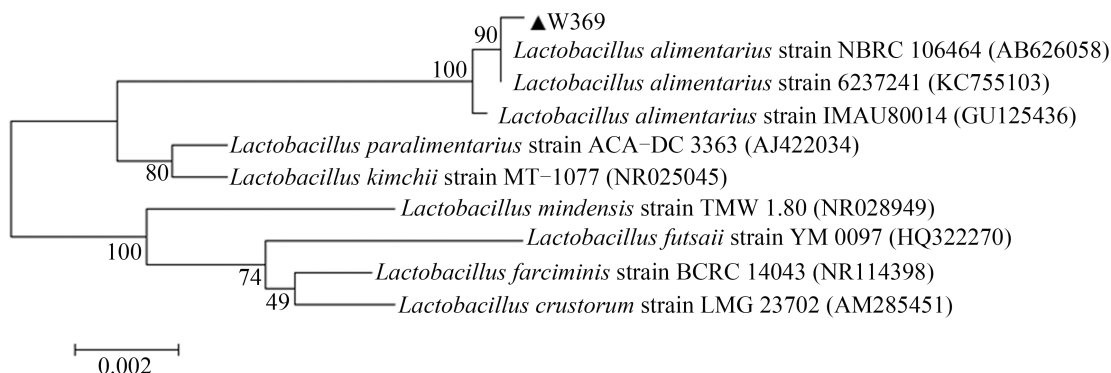 ▲W369
90
Lactobacillus alimentarius strain NBRC 106464 (AB626058)
100
Lactobacillus alimentarius strain 6237241 (KC755103)
Lactobacillus alimentarius strain IMAU80014 (GU125436)
Lactobacillus paralimentarius strain ACA-DC 3363 (AJ422034)
80
Lactobacillus kimchii strain MT-1077 (NR025045)
Lactobacillus mindensis strain TMW 1.80 (NR028949)
100
Lactobacillus futsaii strain YM 0097 (HQ322270)
74
Lactobacillus farciminis strain BCRC 14043 (NR114398)
49
Lactobacillus crustorum strain LMG 23702 (AM285451)
0.002